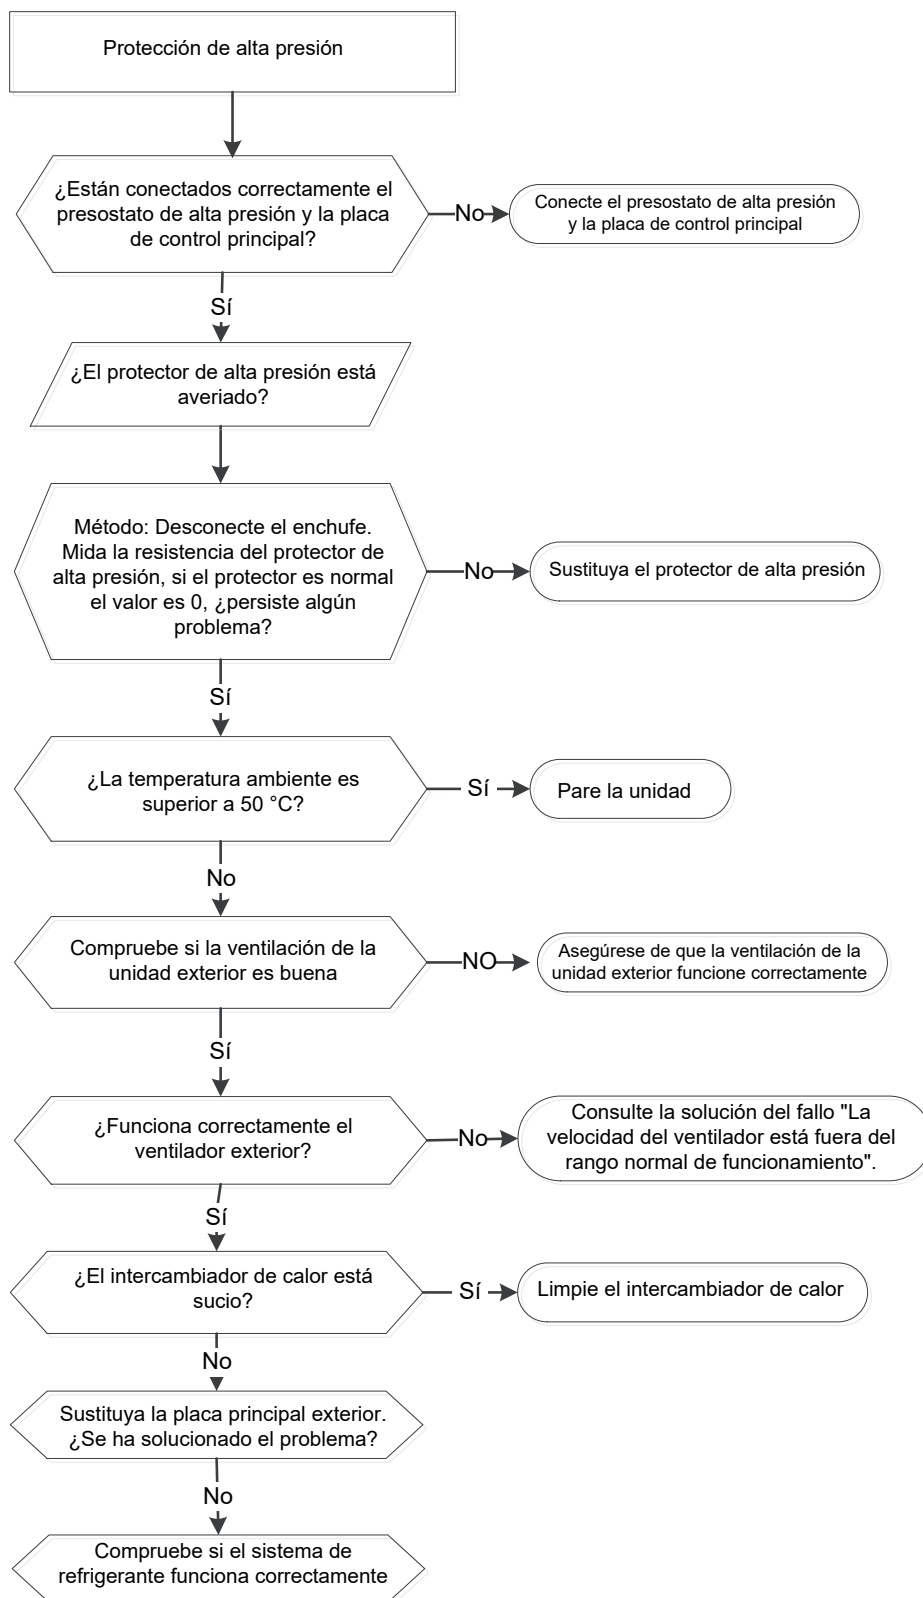 Protección de alta presión
¿Están conectados correctamente el
presostato de alta presión y la placa
de control principal?
No
Conecte el presostato de alta presión
y la placa de control principal
Sí
¿El protector de alta presión está
averiado?
Método: Desconecte el enchufe.
Mida la resistencia del protector de
alta presión, si el protector es normal
el valor es 0, ¿persiste algún
problema?
No
Sustituya el protector de alta presión
Sí
¿La temperatura ambiente es
superior a 50 °C?
Sí
Pare la unidad
No
Compruebe si la ventilación de la
unidad exterior es buena
NO
Asegúrese de que la ventilación de la
unidad exterior funcione correctamente
Sí
¿Funciona correctamente el
ventilador exterior?
No
Consulte la solución del fallo "La
velocidad del ventilador está fuera del
rango normal de funcionamiento".
Sí
¿El intercambiador de calor está
sucio?
Sí
Limpie el intercambiador de calor
No
Sustituya la placa principal exterior.
¿Se ha solucionado el problema?
No
Compruebe si el sistema de
refrigerante funciona correctamente